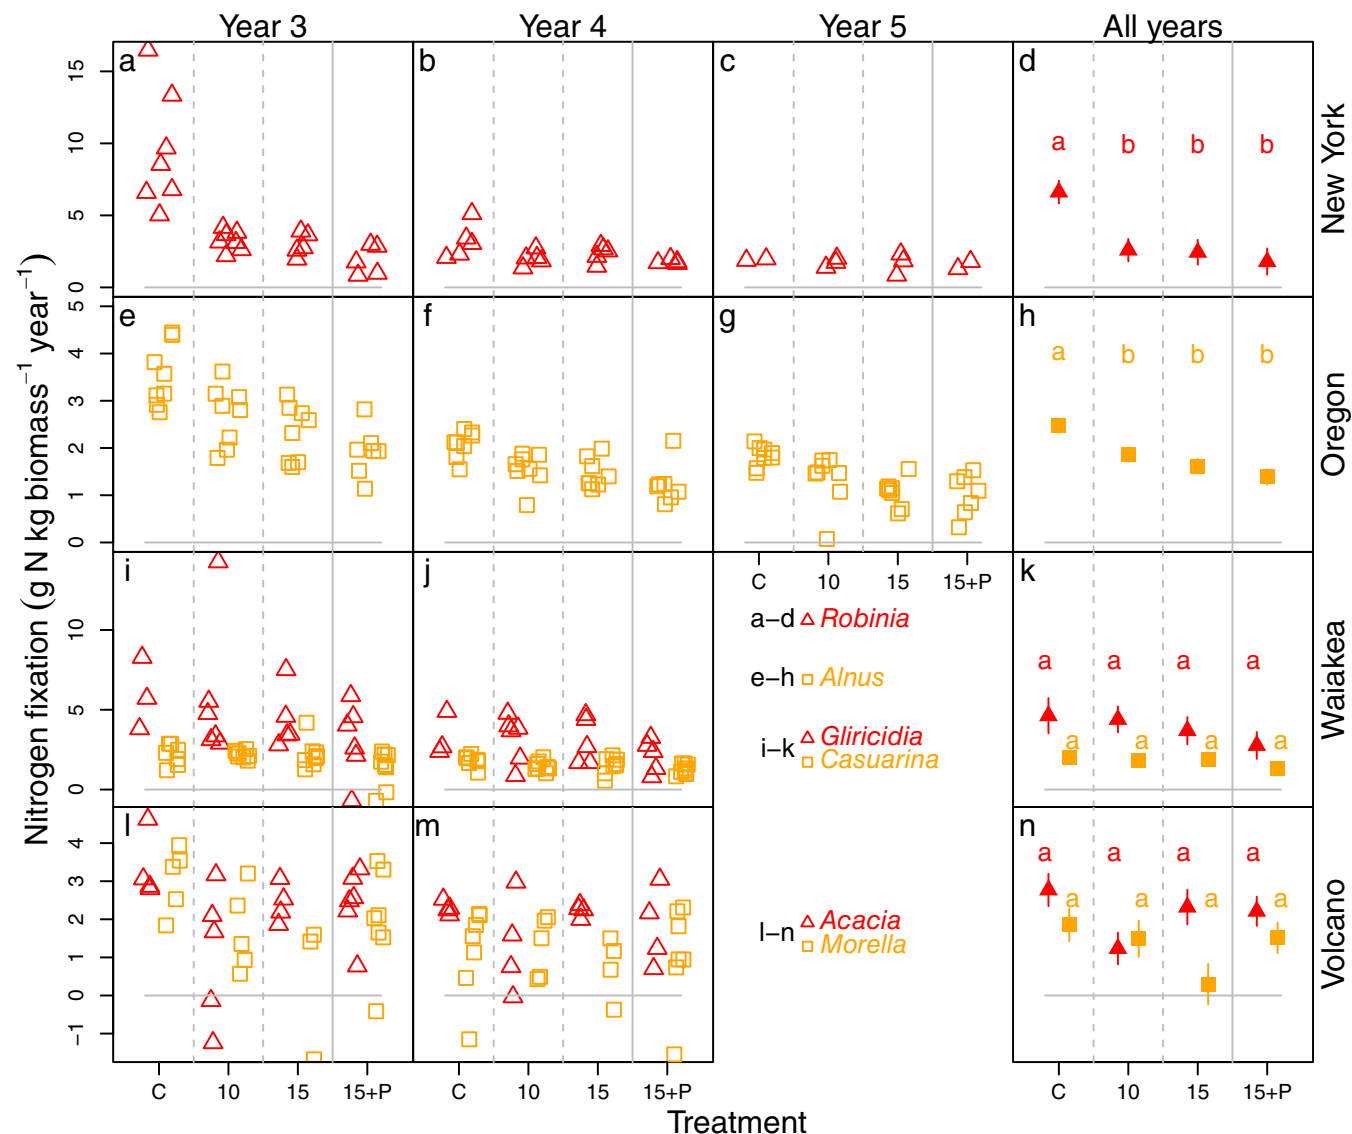 Year 3 Year 4 Year 5 All years
Nitrogen fixation (g N kg biomass⁻¹ year⁻¹)
a b c d
15
10
5
0
a b b b
New York
e f g h
5
4
3
2
1
0
a b b b
Oregon
C 10 15 15+P
i j k
10
5
0
a a a a
a a a a
Waiakea
a–d Robinia
e–h Alnus
i–k Gliricidia
Casuarina
l–n Acacia
Morella
l m n
4
3
2
1
0
−1
a a a a
a a a a
Volcano
C 10 15 15+P C 10 15 15+P C 10 15 15+P
Treatment